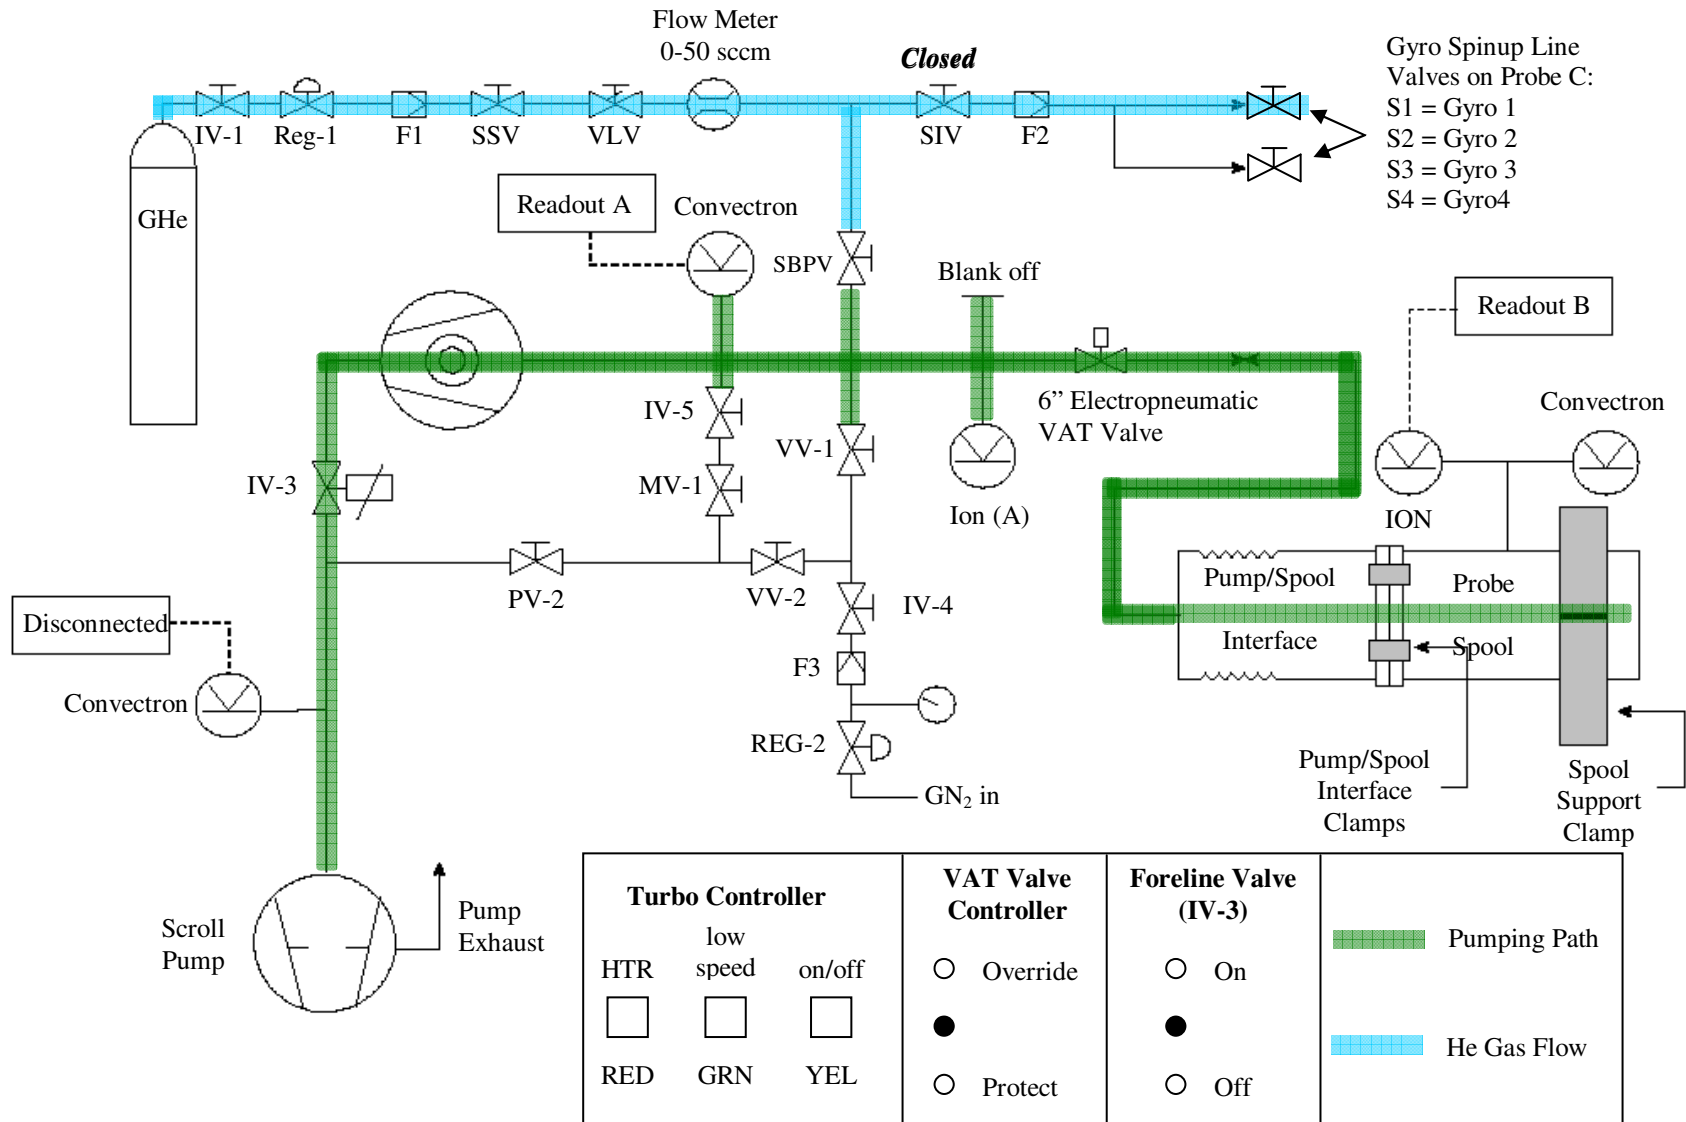 Flow Meter
0-50 sccm
Closed
Gyro Spinup Line
Valves on Probe C:
S1 = Gyro 1
S2 = Gyro 2
S3 = Gyro 3
S4 = Gyro4
IV-1
Reg-1
F1
SSV
VLV
SIV
F2
GHe
Readout A
Convectron
SBPV
Blank off
Readout B
IV-5
VV-1
6” Electropneumatic
VAT Valve
Convectron
IV-3
MV-1
Ion (A)
ION
PV-2
VV-2
IV-4
Pump/Spool
Interface
Probe
Spool
Disconnected
Convectron
F3
REG-2
GN2 in
Pump/Spool
Interface
Clamps
Spool
Support
Clamp
Scroll
Pump
Pump
Exhaust
Turbo Controller
HTR
low
speed
on/off
RED
GRN
YEL
VAT Valve
Controller
Override
Protect
Foreline Valve
(IV-3)
On
Off
Pumping Path
He Gas Flow